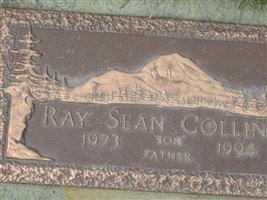 RAY SEAN COLLIN
SON
1973 1994
FATHER